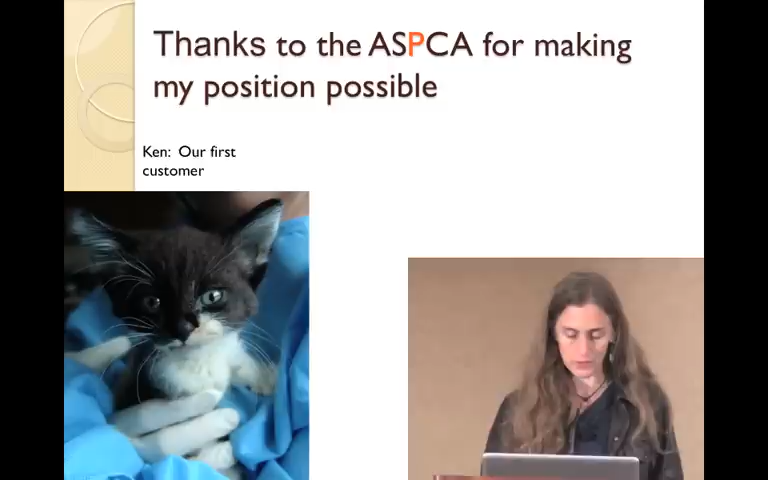 Thanks to the ASPCA for making
my position possible
Ken: Our first
customer